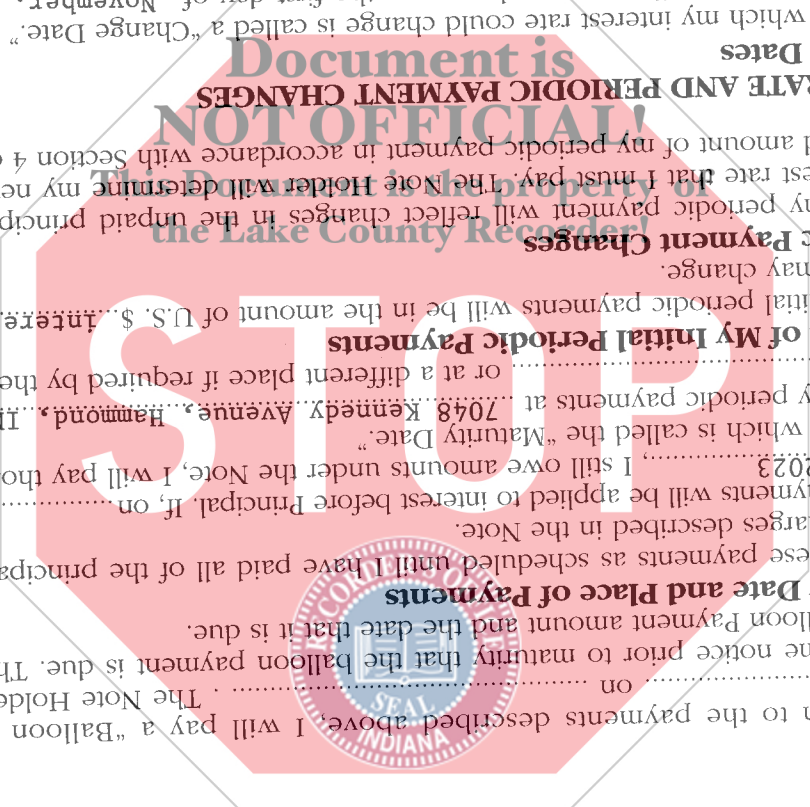 Document is
NOT OFFICIAL!
This Document is the property of
the Lake County Recorder!
STOP
RECORDER'S OFFICE
SEAL
INDIANA
to the payments described above, I will pay a "Balloon
on .......... . The Note Holde
notice prior to maturity that the balloon payment is due. Th
lloon Payment amount and the date that it is due.
Date and Place of Payments
ese payments as scheduled until I have paid all of the principa
arges described in the Note.
yments will be applied to interest before Principal. If, on
2023 .........., I still owe amounts under the Note, I will pay tho
which is called the "Maturity Date."
y periodic payments at 7048 Kennedy Avenue, Hammond, I
or at a different place if required by the
of My Initial Periodic Payments
itial periodic payments will be in the amount of U.S. $ intere
may change.
c Payment Changes
my periodic payment will reflect changes in the unpaid princip
est rate that I must pay. The Note Holder will determine my ne
d amount of my periodic payment in accordance with Section 4
RATE AND PERIODIC PAYMENT CHANGES
Dates
which my interest rate could change is called a "Change Date."
first day of November.